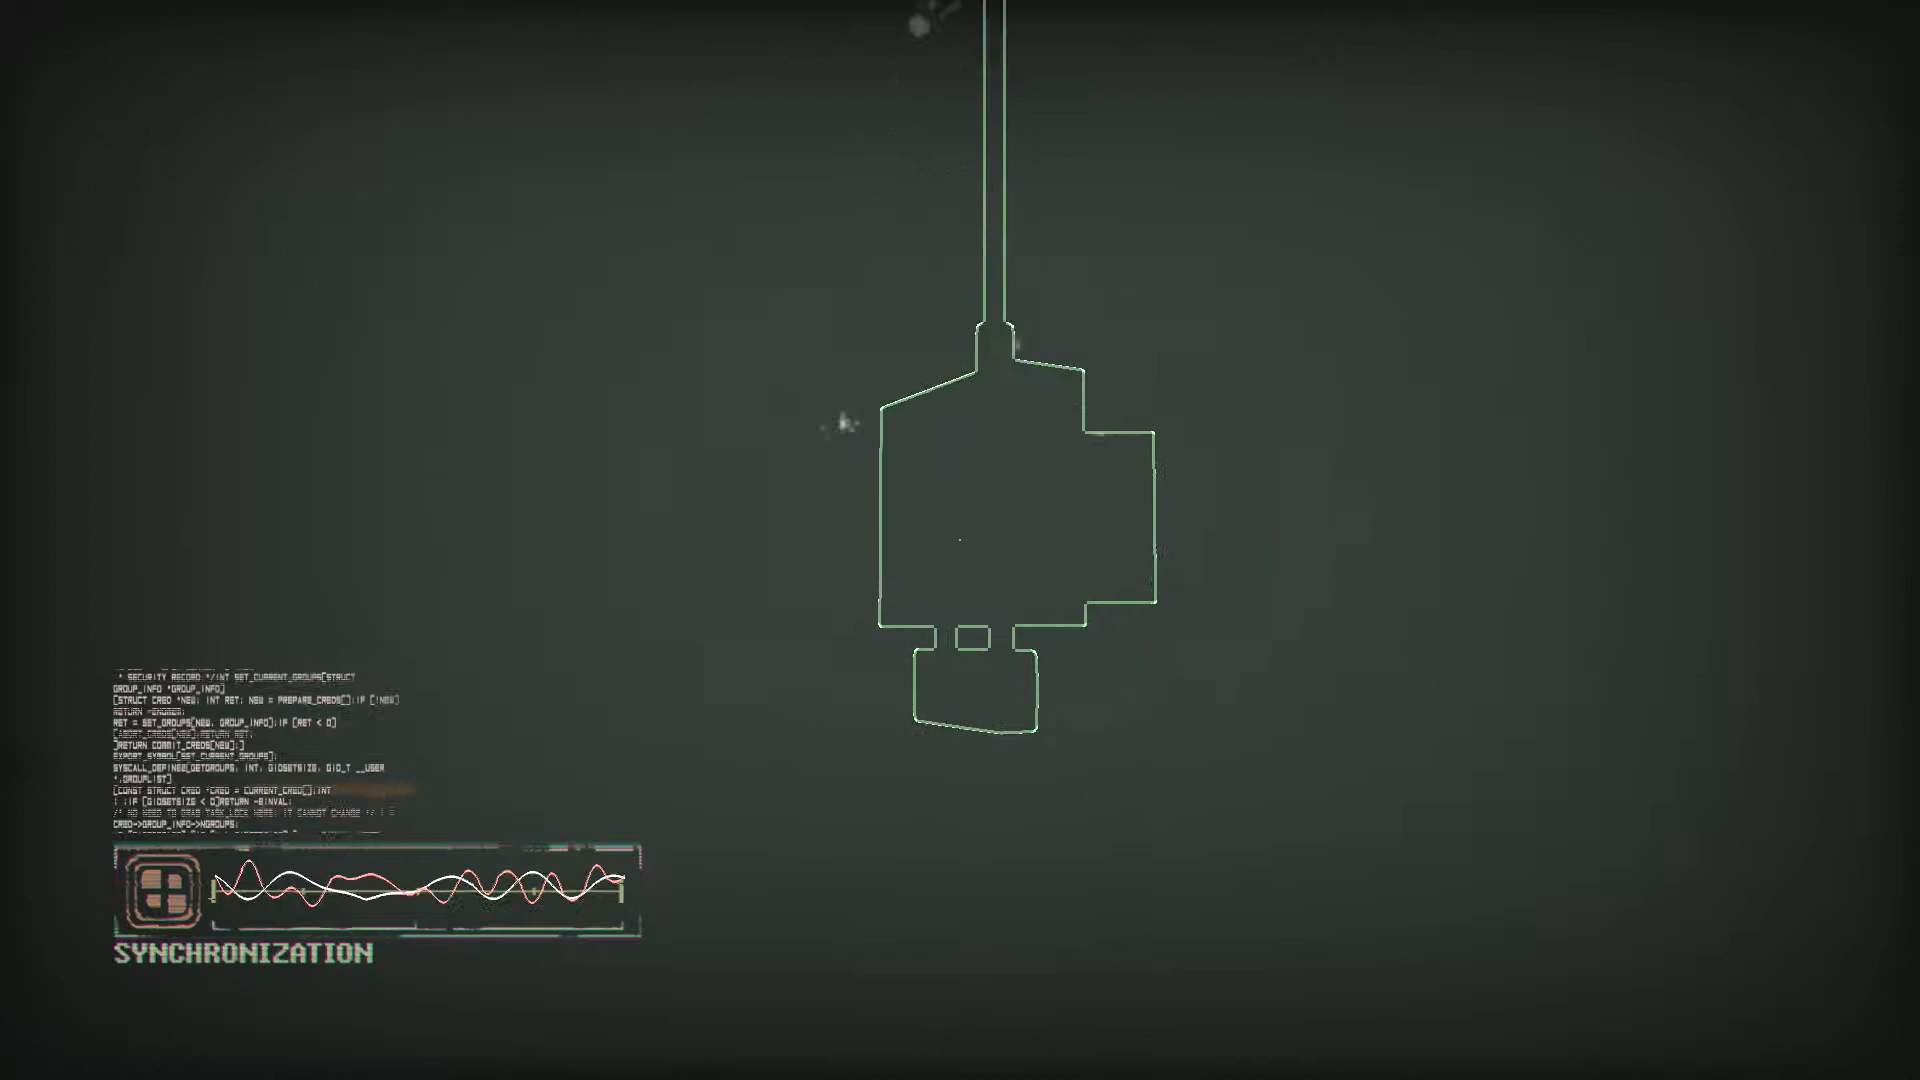 * SECURITY RECORD */INT SET_CURRENT_GROUPS[STRUCT
GROUP_INFO *GROUP_INFO]
[STRUCT CRED *NEW; INT RET; NEW = PREPARE_CREDS[];IF [!NEW]
RETURN -ENOMEM;
RET = SET_GROUPS[NEW, GROUP_INFO];IF [RET < 0]
[ABORT_CREDS[NEW];RETURN RET;
]RETURN COMMIT_CREDS[NEW];]
EXPORT_SYMBOL[SET_CURRENT_GROUPS];
SYSCALL_DEFINE2[GETGROUPS, INT, GIDSETSIZE, GID_T __USER
*,GROUPLIST]
[CONST STRUCT CRED *CRED = CURRENT_CRED[];INT
I ;IF [GIDSETSIZE < 0]RETURN -EINVAL;
/* NO NEED TO GRAB TASK_LOCK HERE; IT CANNOT CHANGE */ I =
CRED->GROUP_INFO->NGROUPS;
SYNCHRONIZATION